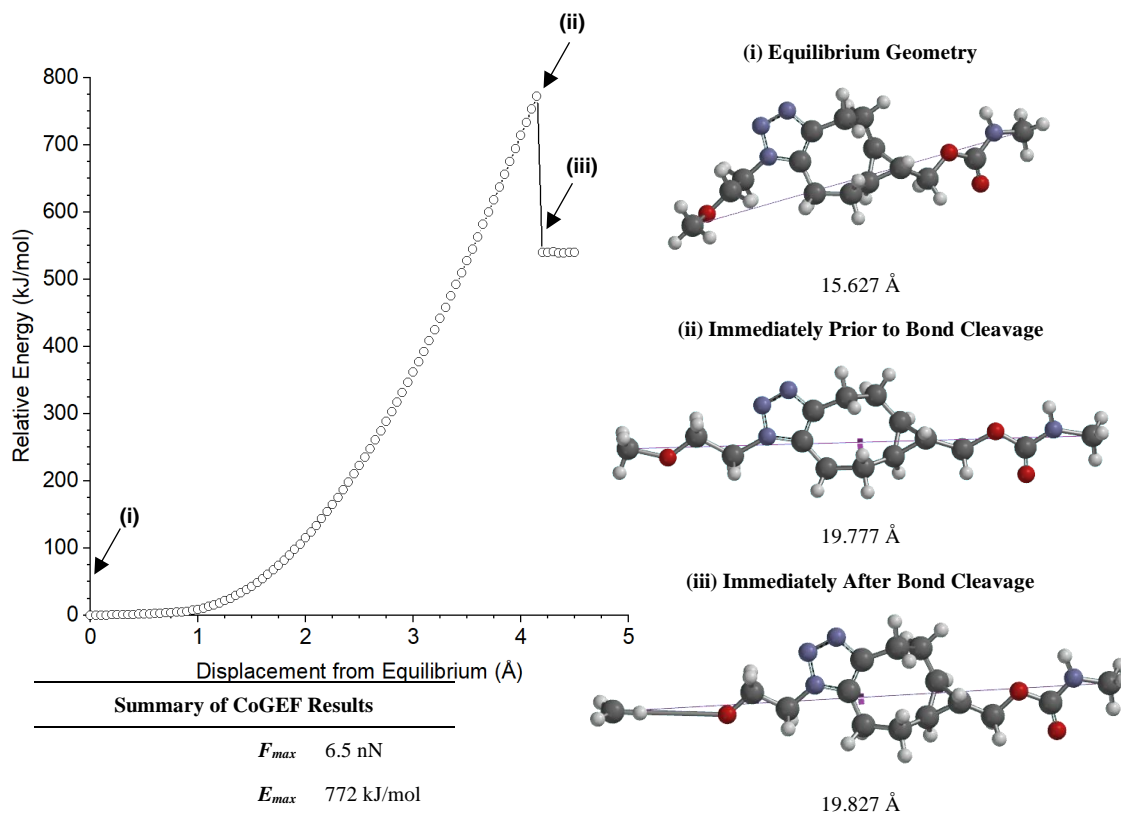 (ii)
(i) Equilibrium Geometry
800
700
600
500
400
300
200
100
0
Relative Energy (kJ/mol)
(iii)
(i)
0
1
2
3
4
5
Displacement from Equilibrium (Å)
15.627 Å
(ii) Immediately Prior to Bond Cleavage
19.777 Å
(iii) Immediately After Bond Cleavage
19.827 Å
Summary of CoGEF Results
Fmax 6.5 nN
Emax 772 kJ/mol